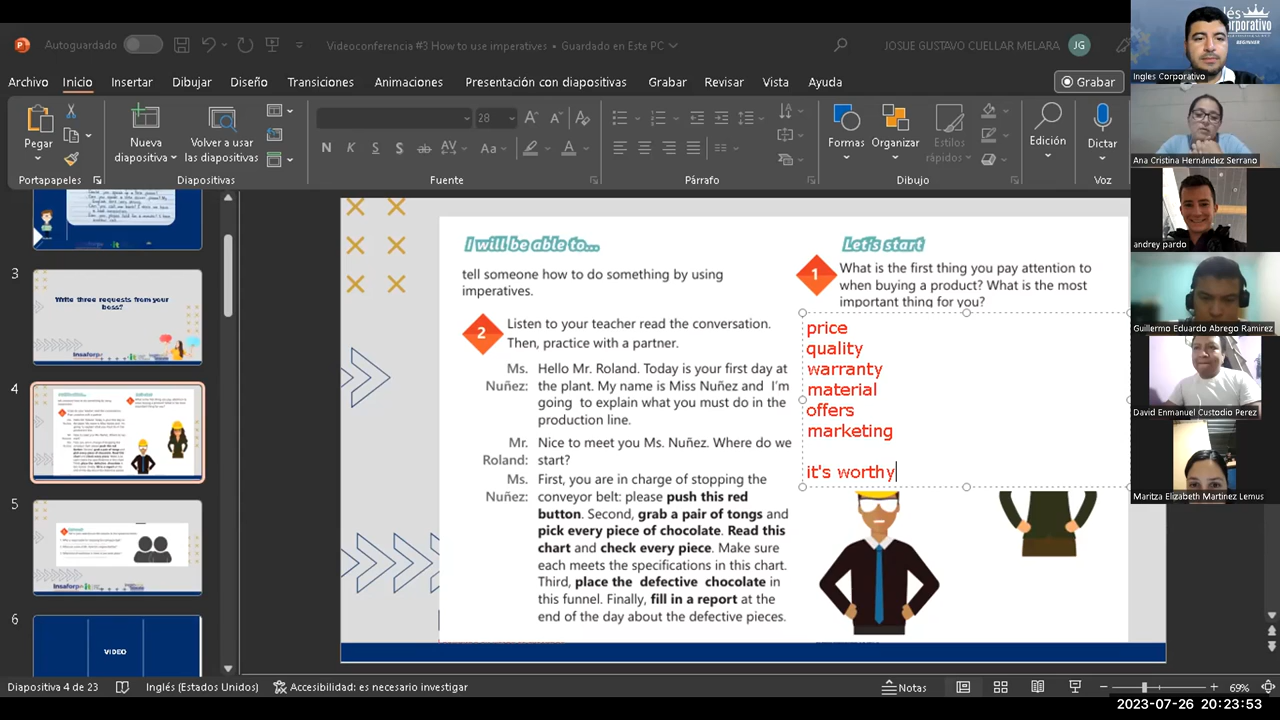 Autoguardado
Videoconferencia #3 How to use imperatives • Guardado en Este PC
JOSUE GUSTAVO CUELLAR MELARA
JG
Archivo
Inicio
Insertar
Dibujar
Diseño
Transiciones
Animaciones
Presentación con diapositivas
Grabar
Revisar
Vista
Ayuda
Grabar
Pegar
Nueva diapositiva
Volver a usar las diapositivas
28
N K S S ab AV Aa A
Formas
Organizar
Estilos rápidos
Edición
Dictar
Portapapeles
Diapositivas
Fuente
Párrafo
Dibujo
Voz
3
Write three requests from your
boss?
Insaforp
4
5
Insaforp
6
VIDEO
I will be able to...
tell someone how to do something by using
imperatives.
2
Listen to your teacher read the conversation.
Then, practice with a partner.
Ms. Hello Mr. Roland. Today is your first day at
Nuñez: the plant. My name is Miss Nuñez and I'm
going to explain what you must do in the
production line.
Mr. Nice to meet you Ms. Nuñez. Where do we
Roland: start?
Ms. First, you are in charge of stopping the
Nuñez: conveyor belt: please push this red
button. Second, grab a pair of tongs and
pick every piece of chocolate. Read this
chart and check every piece. Make sure
each meets the specifications in this chart.
Third, place the defective chocolate in
this funnel. Finally, fill in a report at the
end of the day about the defective pieces.
Let's start
1
What is the first thing you pay attention to
when buying a product? What is the most
important thing for you?
price
quality
warranty
material
offers
marketing
it's worthy
Ingles Corporativo
Ana Cristina Hernández Serrano
andrey pardo
Guillermo Eduardo Abrego Ramirez
David Enmanuel Custodio Perez
Maritza Elizabeth Martinez Lemus
Diapositiva 4 de 23
Inglés (Estados Unidos)
Accesibilidad: es necesario investigar
Notas
69%
2023-07-26 20:23:53